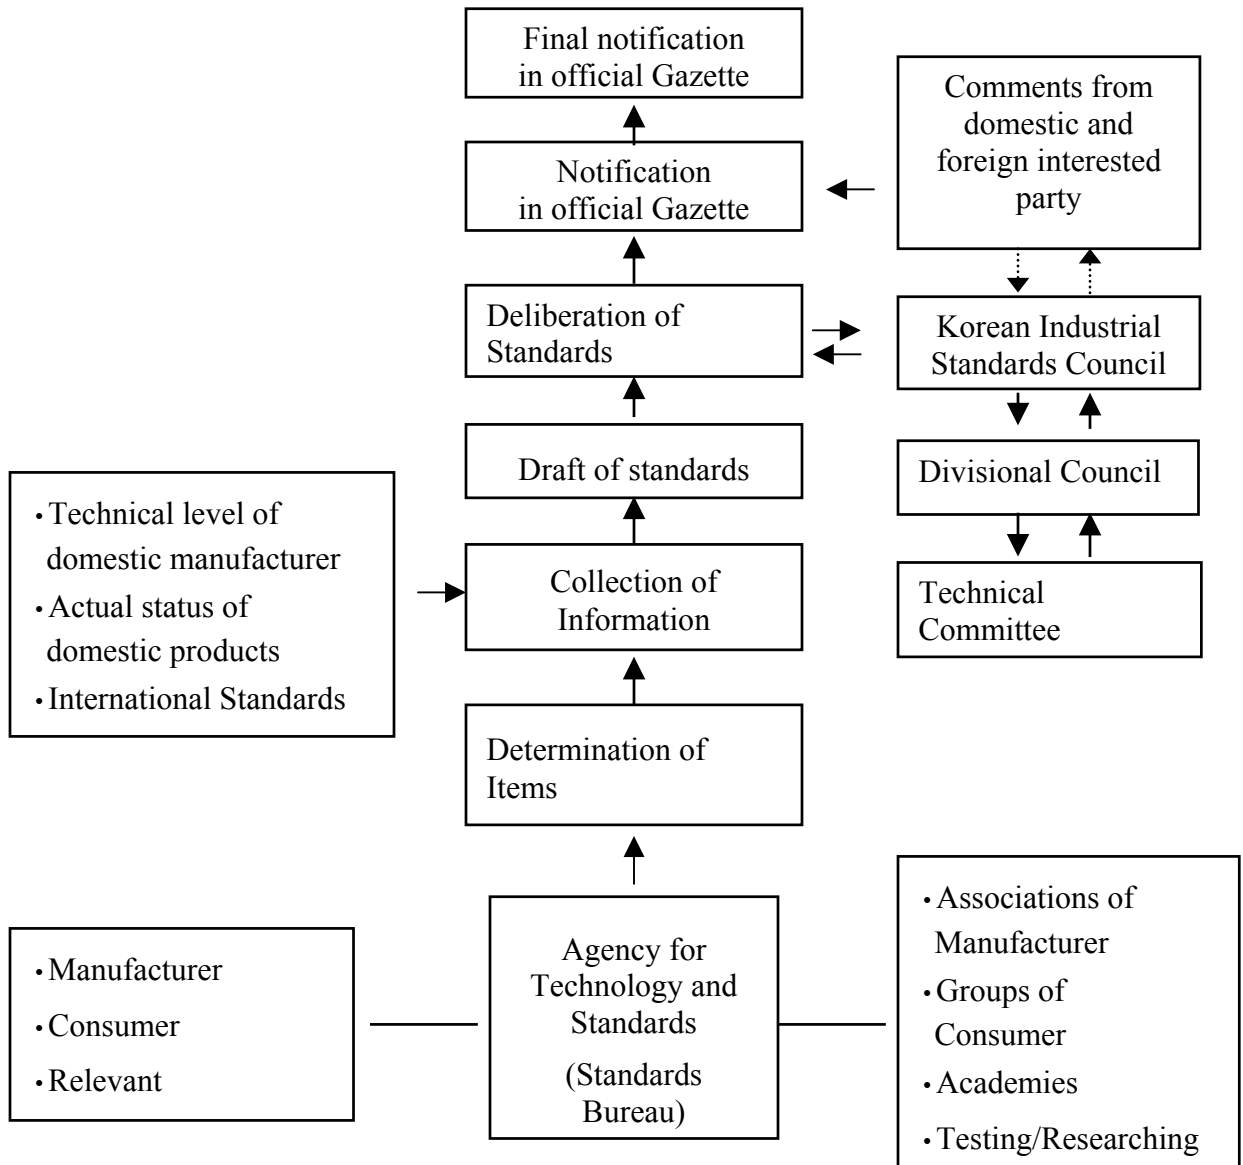 Final notification
in official Gazette
Comments from
domestic and
foreign interested
party
Notification
in official Gazette
Deliberation of
Standards
Korean Industrial
Standards Council
Draft of standards
Divisional Council
• Technical level of
domestic manufacturer
• Actual status of
domestic products
• International Standards
Collection of
Information
Technical
Committee
Determination of
Items
• Manufacturer
• Consumer
• Relevant
Agency for
Technology and
Standards
(Standards
Bureau)
• Associations of
Manufacturer
• Groups of
Consumer
• Academies
• Testing/Researching